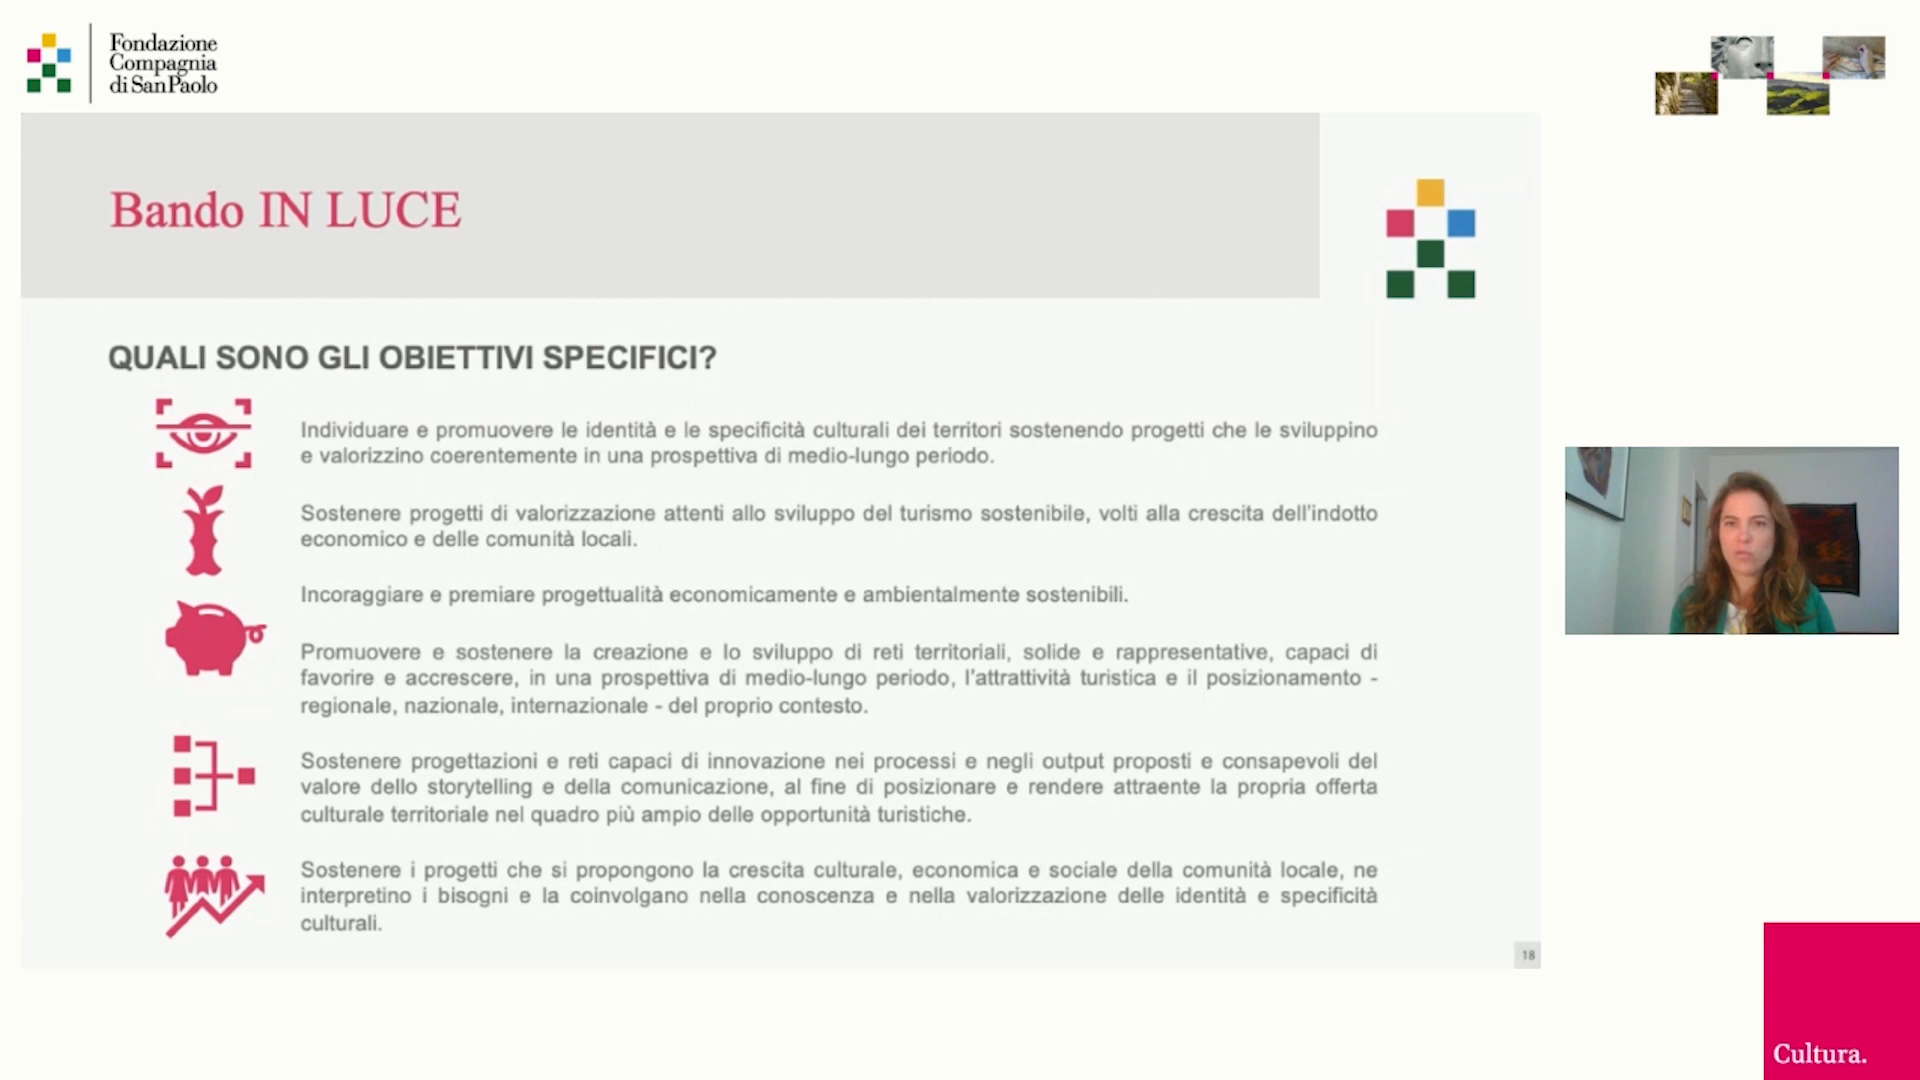 Fondazione
Compagnia
di San Paolo
Bando IN LUCE
QUALI SONO GLI OBIETTIVI SPECIFICI?
Individuare e promuovere le identità e le specificità culturali dei territori sostenendo progetti che le sviluppino
e valorizzino coerentemente in una prospettiva di medio-lungo periodo.
Sostenere progetti di valorizzazione attenti allo sviluppo del turismo sostenibile, volti alla crescita dell'indotto
economico e delle comunità locali.
Incoraggiare e premiare progettualità economicamente e ambientalmente sostenibili.
Promuovere e sostenere la creazione e lo sviluppo di reti territoriali, solide e rappresentative, capaci di
favorire e accrescere, in una prospettiva di medio-lungo periodo, l'attrattività turistica e il posizionamento -
regionale, nazionale, internazionale - del proprio contesto.
Sostenere progettazioni e reti capaci di innovazione nei processi e negli output proposti e consapevoli del
valore dello storytelling e della comunicazione, al fine di posizionare e rendere attraente la propria offerta
culturale territoriale nel quadro più ampio delle opportunità turistiche.
Sostenere i progetti che si propongono la crescita culturale, economica e sociale della comunità locale, ne
interpretino i bisogni e la coinvolgano nella conoscenza e nella valorizzazione delle identità e specificità
culturali.
18
Cultura.